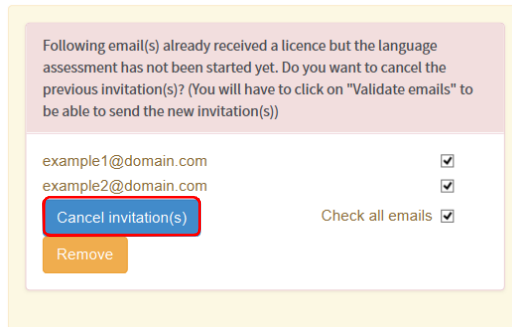 Following email(s) already received a licence but the language
assessment has not been started yet. Do you want to cancel the
previous invitation(s)? (You will have to click on "Validate emails" to
be able to send the new invitation(s))
example1@domain.com
example2@domain.com
Cancel invitation(s) Check all emails
Remove